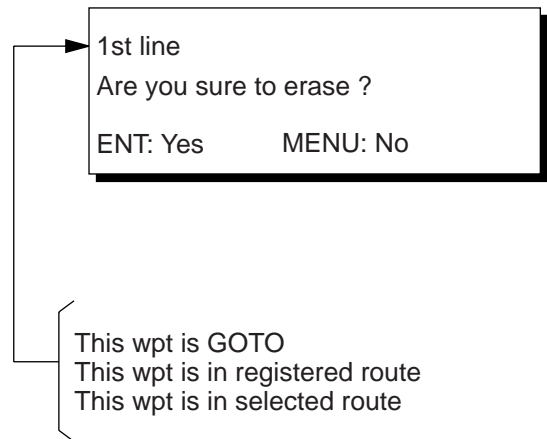 1st line
Are you sure to erase ?
ENT: Yes MENU: No
This wpt is GOTO
This wpt is in registered route
This wpt is in selected route